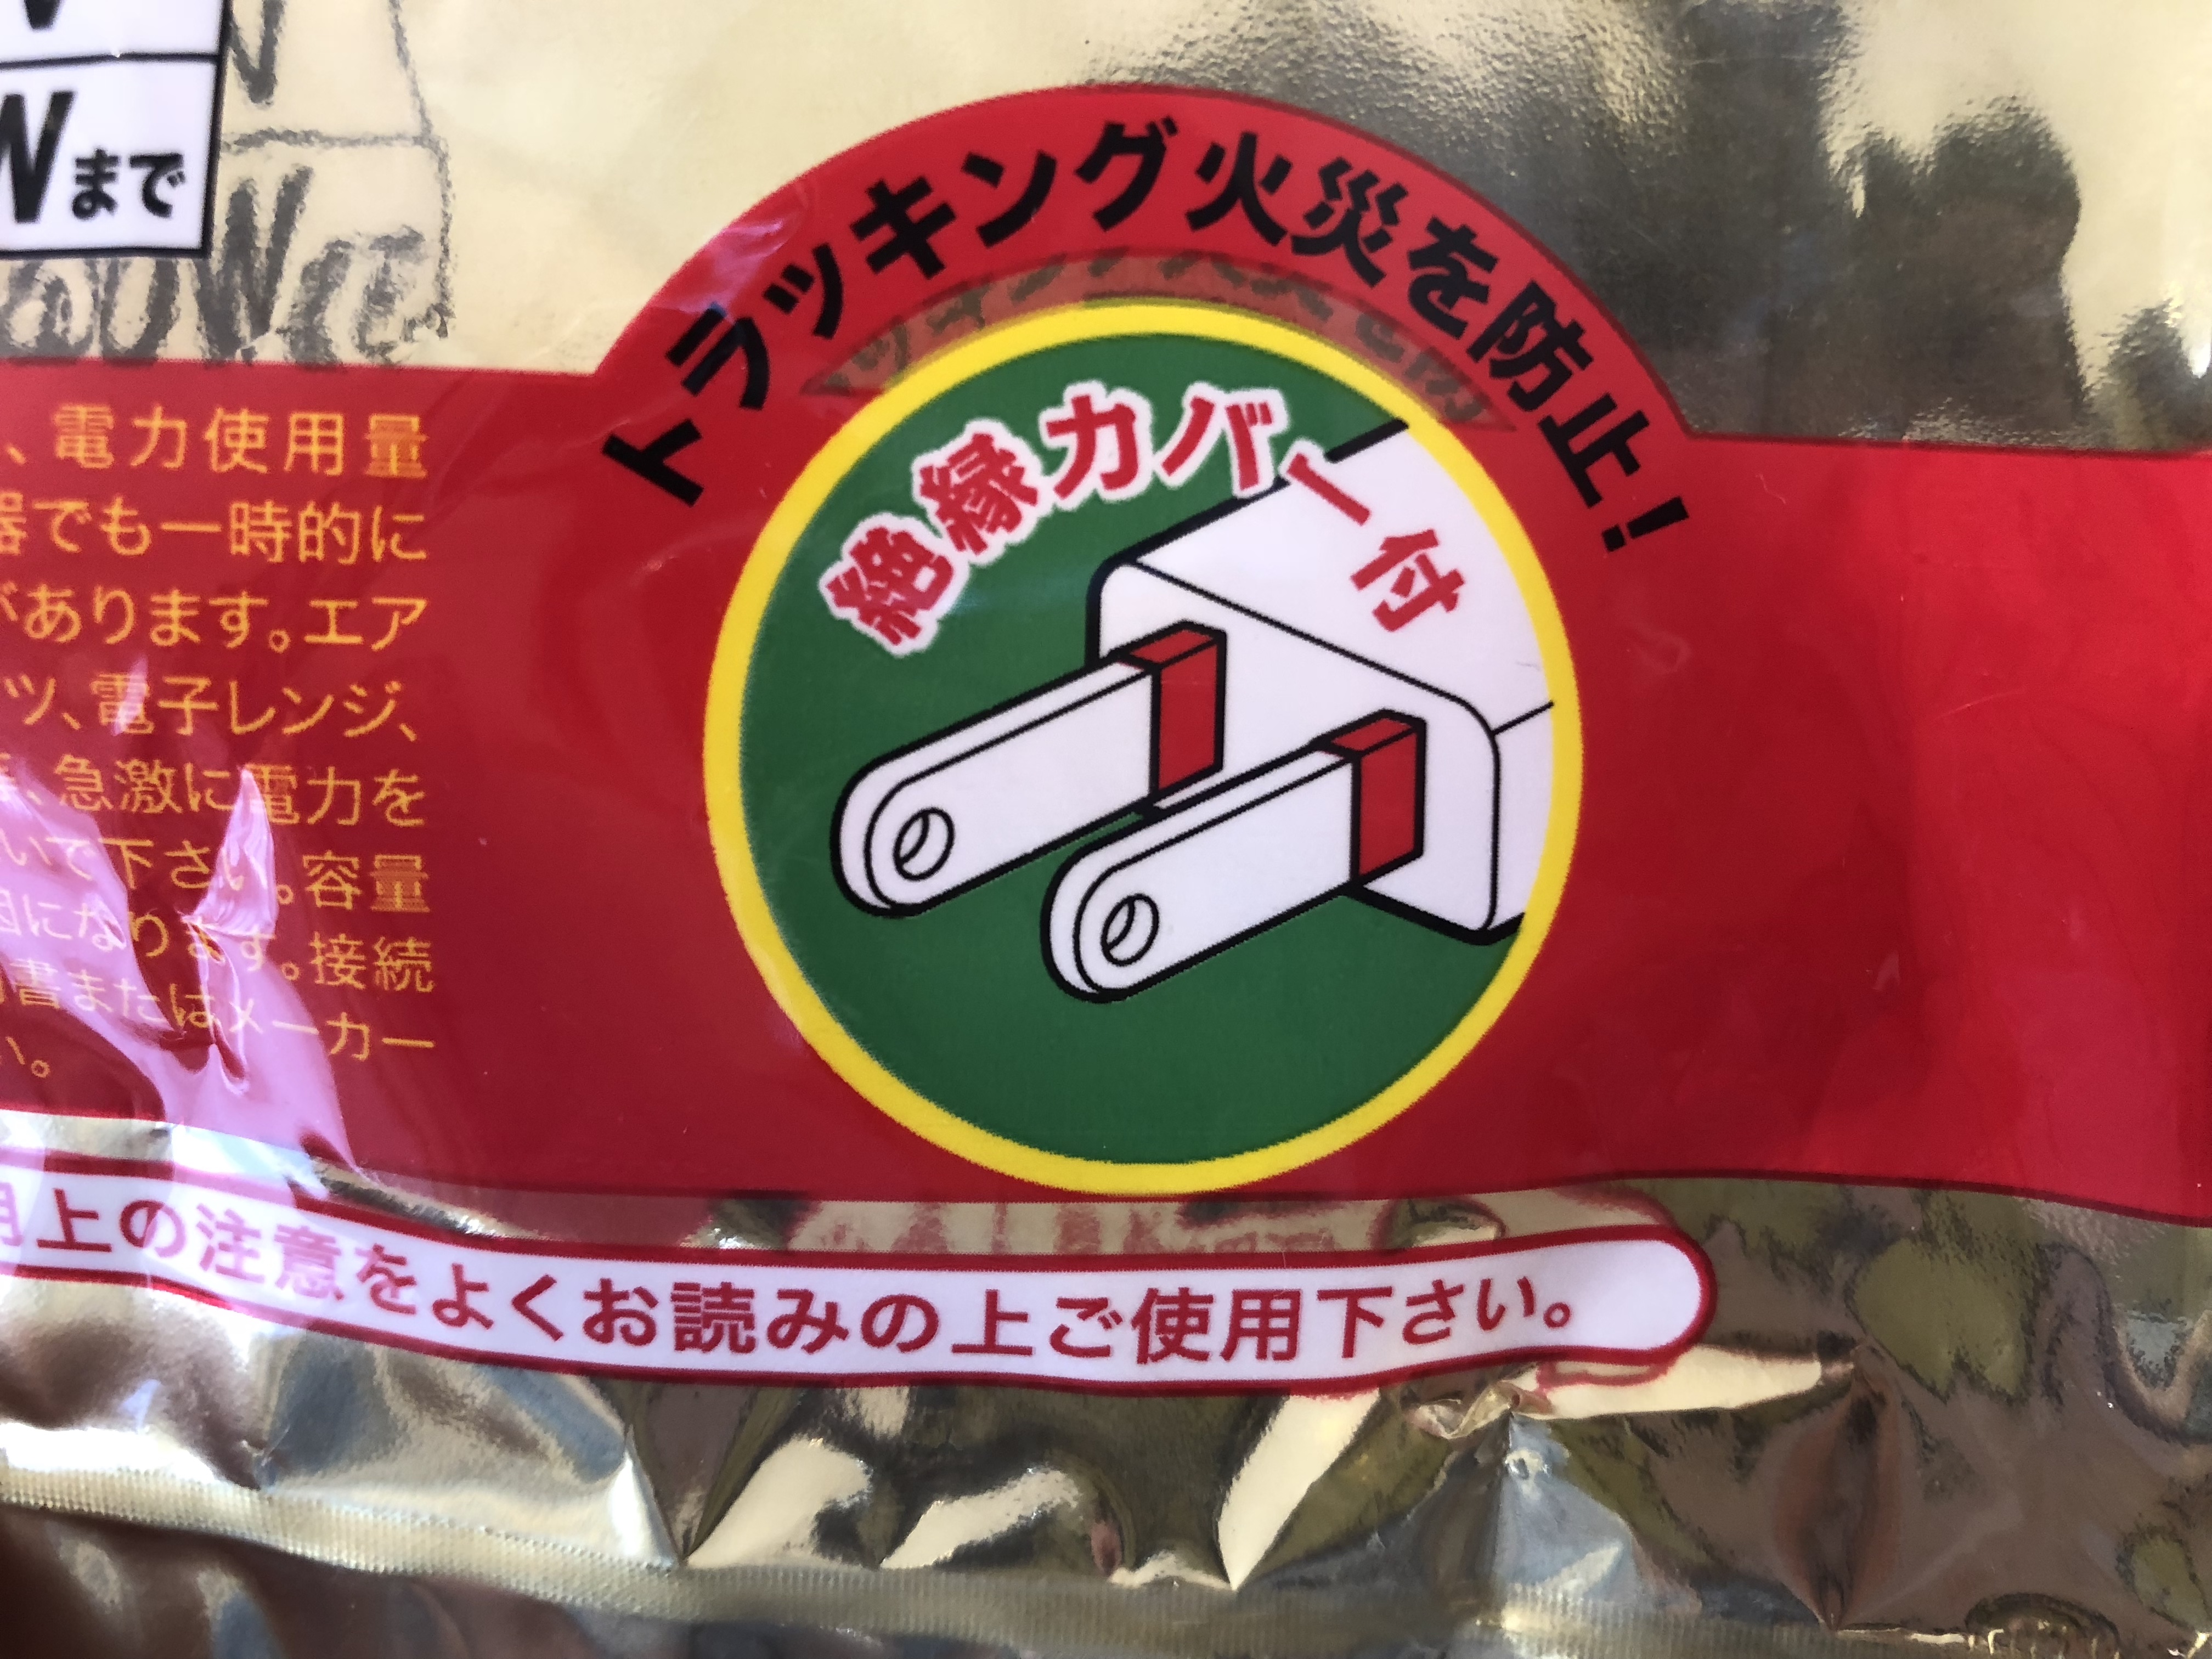 Wまで
トラッキング火災を防止!
絶縁カバー付
、電力使用量
器でも一時的に
があります。エア
ツ、電子レンジ、
、急激に電力を
いて下さい。容量
因になります。接続
書またはメーカー
い。
用上の注意をよくお読みの上ご使用下さい。